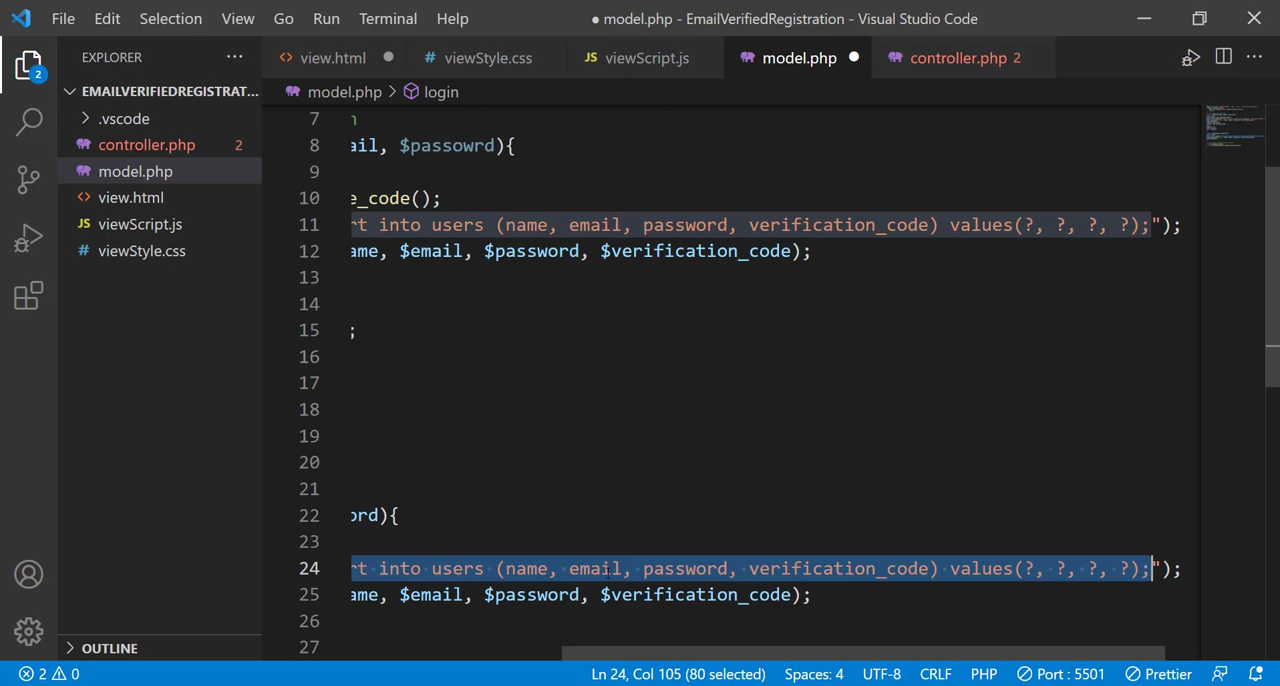 File Edit Selection View Go Run Terminal Help
● model.php - EmailVerifiedRegistration - Visual Studio Code
EXPLORER ···
view.html
# viewStyle.css
JS viewScript.js
model.php
controller.php 2
EMAILVERIFIEDREGISTRAT...
model.php > login
.vscode
controller.php 2
model.php
view.html
JS viewScript.js
# viewStyle.css
2
7 n
8 ail, $passowrd){
9
10 e_code();
11 rt into users (name, email, password, verification_code) values(?, ?, ?, ?);");
12 ame, $email, $password, $verification_code);
13
14
15 ;
16
17
18
19
20
21
22 ord){
23
24 rt into users (name, email, password, verification_code) values(?, ?, ?, ?);");
25 ame, $email, $password, $verification_code);
26
27
OUTLINE
2 0
Ln 24, Col 105 (80 selected) Spaces: 4 UTF-8 CRLF PHP Port : 5501 Prettier